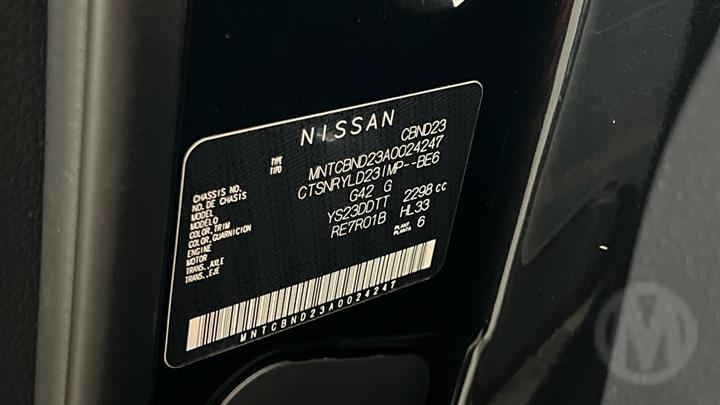 NISSAN
TYPE CBND23
TIPO
CHASSIS NO. MNTCBND23A0024247
NO. DE CHASIS
MODEL CTSNRYLD23IMP--BE6
MODELO
COLOR,TRIM G42 G
COLOR,GUARNICION
ENGINE YS23DDTT 2298 cc
MOTOR
TRANS.,AXLE RE7R01B HL33 PLANT 6
TRANS.,EJE PLANTA
MNTCBND23A0024247
M